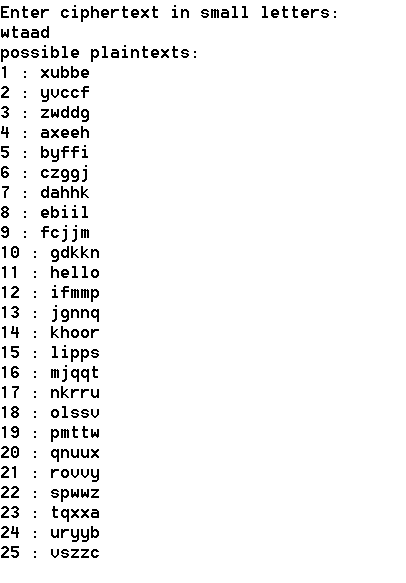 Enter ciphertext in small letters:
wtaad
possible plaintexts:
1 : xubbe
2 : yvccf
3 : zwddg
4 : axeeh
5 : byffi
6 : czggj
7 : dahhk
8 : ebiil
9 : fcjjm
10 : gdkkn
11 : hello
12 : ifmmp
13 : jgnnq
14 : khoor
15 : lipps
16 : mjqqt
17 : nkrru
18 : olssv
19 : pmttw
20 : qnuux
21 : rovvy
22 : spwwz
23 : tqxxa
24 : uryyb
25 : vszzc